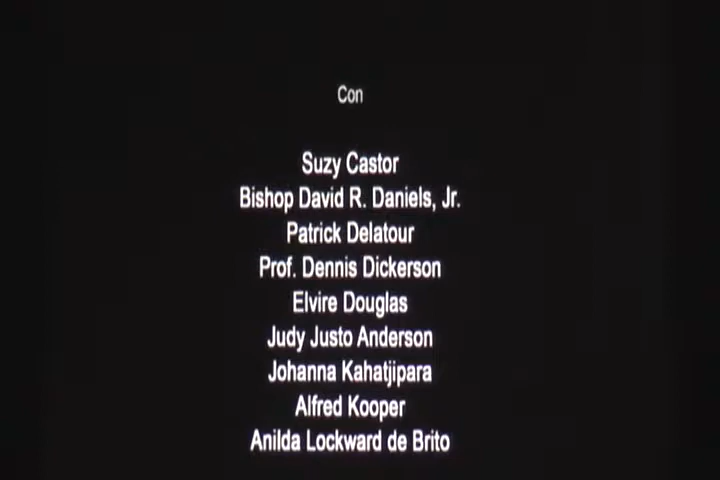 Con
Suzy Castor
Bishop David R. Daniels, Jr.
Patrick Delatour
Prof. Dennis Dickerson
Elvire Douglas
Judy Justo Anderson
Johanna Kahatjipara
Alfred Kooper
Anilda Lockward de Brito